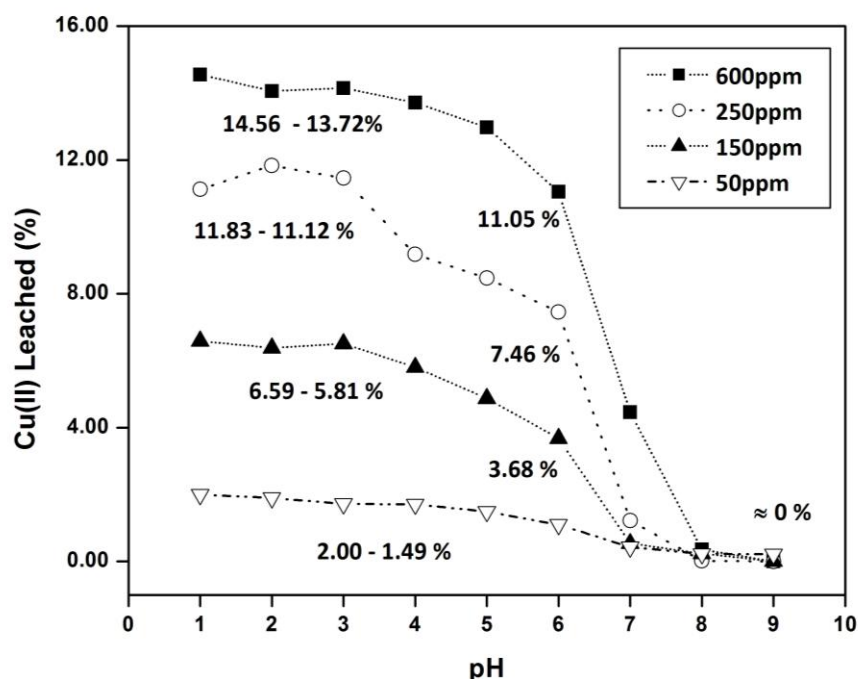 16.00
12.00
8.00
4.00
0.00
Cu(II) Leached (%)
600ppm
250ppm
150ppm
50ppm
14.56 - 13.72%
11.83 - 11.12 %
11.05 %
7.46 %
6.59 - 5.81 %
3.68 %
≈ 0 %
2.00 - 1.49 %
0 1 2 3 4 5 6 7 8 9 10
pH